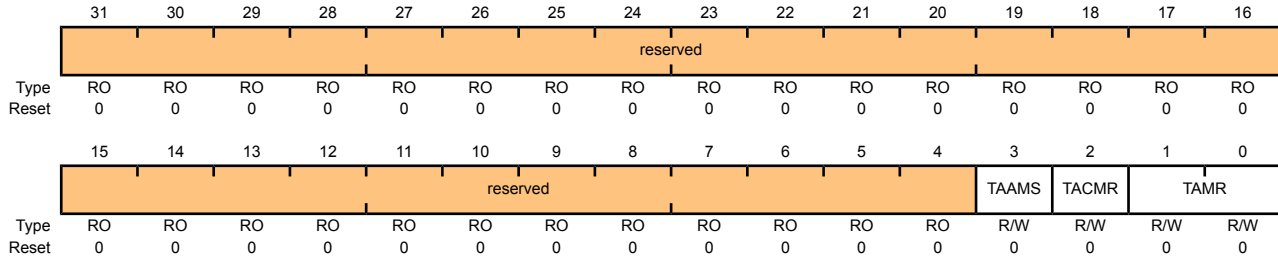 31 30 29 28 27 26 25 24 23 22 21 20 19 18 17 16
reserved
Type RO RO RO RO RO RO RO RO RO RO RO RO RO RO RO RO
Reset 0 0 0 0 0 0 0 0 0 0 0 0 0 0 0 0
15 14 13 12 11 10 9 8 7 6 5 4 3 2 1 0
reserved TAAMS TACMR TAMR
Type RO RO RO RO RO RO RO RO RO RO RO RO R/W R/W R/W R/W
Reset 0 0 0 0 0 0 0 0 0 0 0 0 0 0 0 0